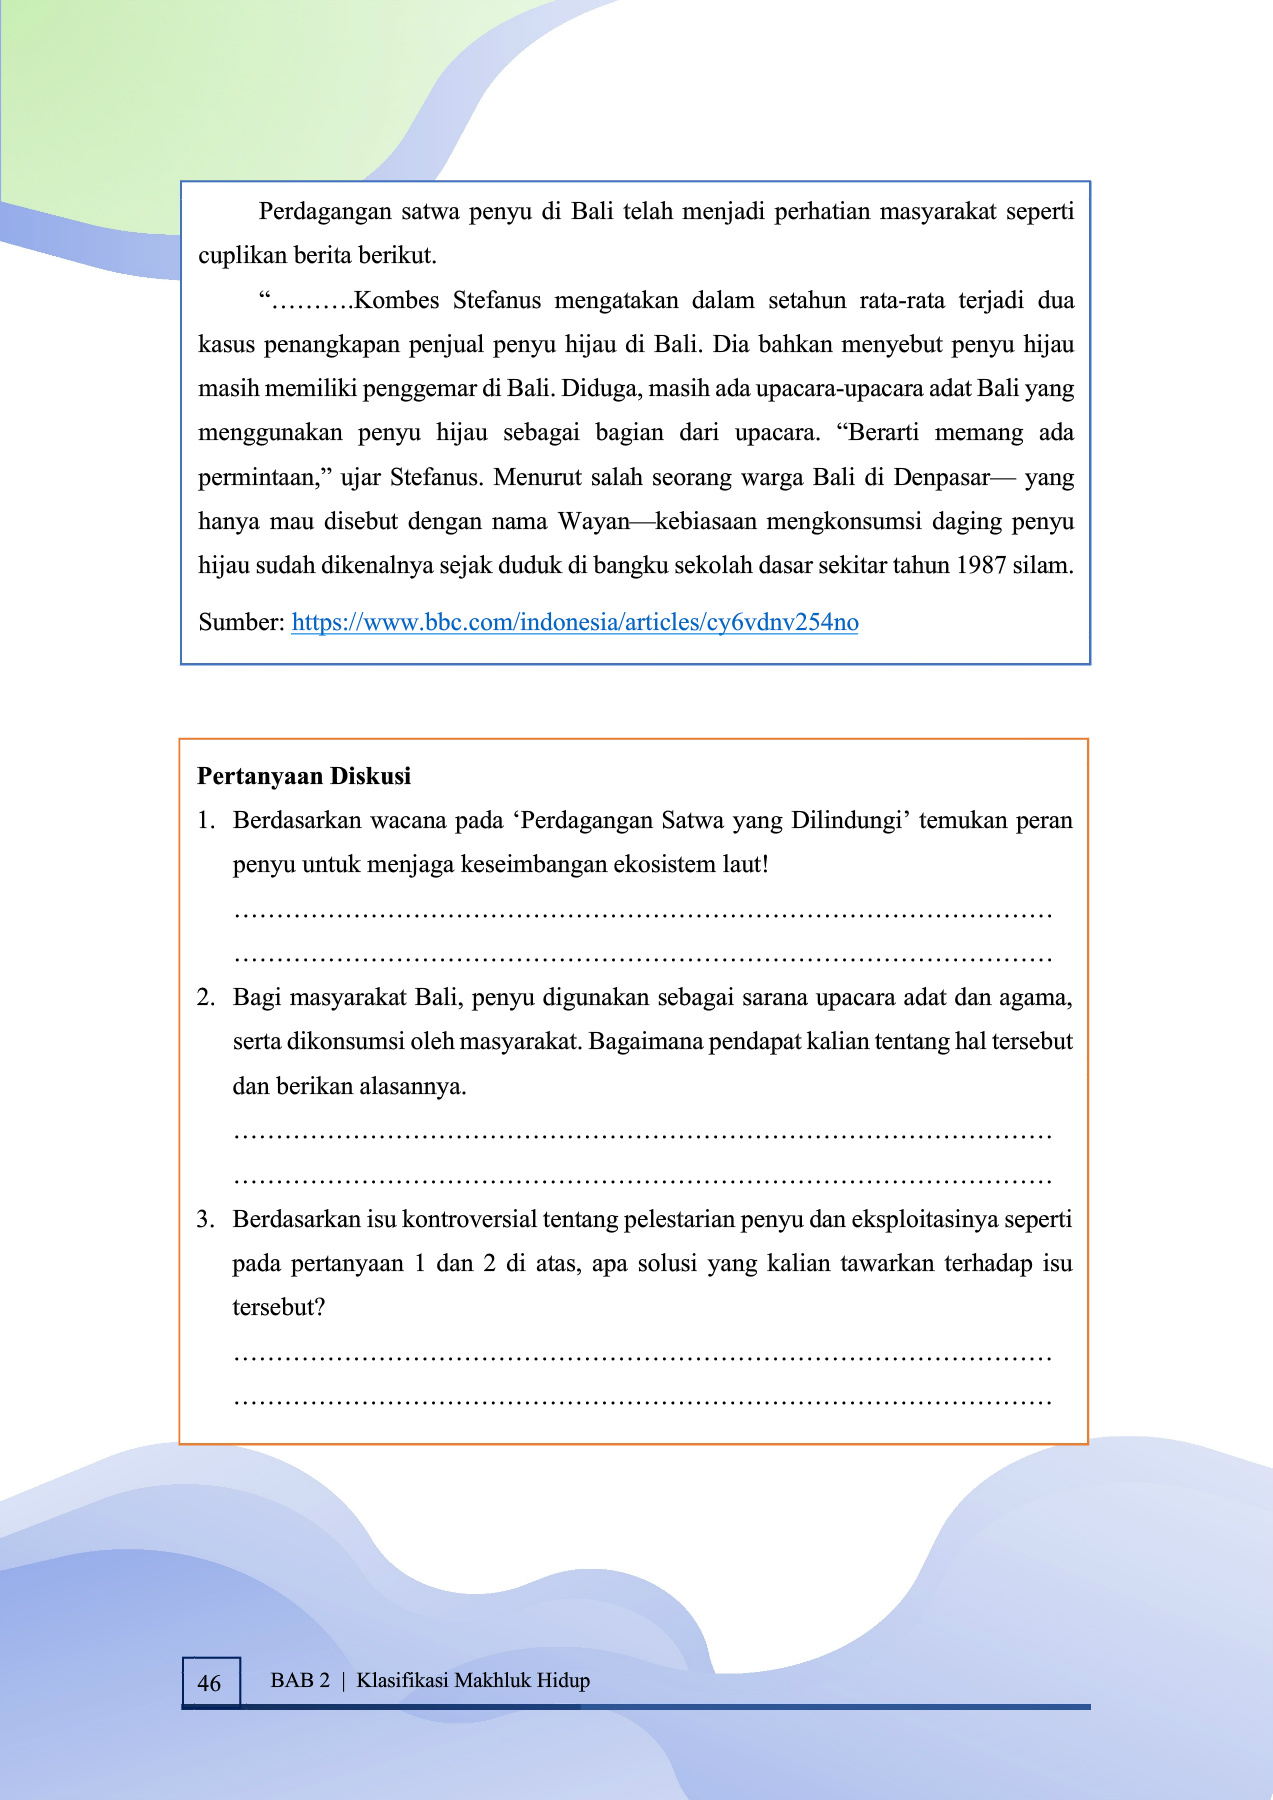 Perdagangan satwa penyu di Bali telah menjadi perhatian masyarakat seperti
cuplikan berita berikut.
“……….Kombes Stefanus mengatakan dalam setahun rata-rata terjadi dua
kasus penangkapan penjual penyu hijau di Bali. Dia bahkan menyebut penyu hijau
masih memiliki penggemar di Bali. Diduga, masih ada upacara-upacara adat Bali yang
menggunakan penyu hijau sebagai bagian dari upacara. “Berarti memang ada
permintaan,” ujar Stefanus. Menurut salah seorang warga Bali di Denpasar— yang
hanya mau disebut dengan nama Wayan—kebiasaan mengkonsumsi daging penyu
hijau sudah dikenalnya sejak duduk di bangku sekolah dasar sekitar tahun 1987 silam.
Sumber: https://www.bbc.com/indonesia/articles/cy6vdnv254no
Pertanyaan Diskusi
1. Berdasarkan wacana pada ‘Perdagangan Satwa yang Dilindungi’ temukan peran
penyu untuk menjaga keseimbangan ekosistem laut!
……………………………………………………………………………………
……………………………………………………………………………………
2. Bagi masyarakat Bali, penyu digunakan sebagai sarana upacara adat dan agama,
serta dikonsumsi oleh masyarakat. Bagaimana pendapat kalian tentang hal tersebut
dan berikan alasannya.
……………………………………………………………………………………
……………………………………………………………………………………
3. Berdasarkan isu kontroversial tentang pelestarian penyu dan eksploitasinya seperti
pada pertanyaan 1 dan 2 di atas, apa solusi yang kalian tawarkan terhadap isu
tersebut?
……………………………………………………………………………………
……………………………………………………………………………………
46 BAB 2 | Klasifikasi Makhluk Hidup